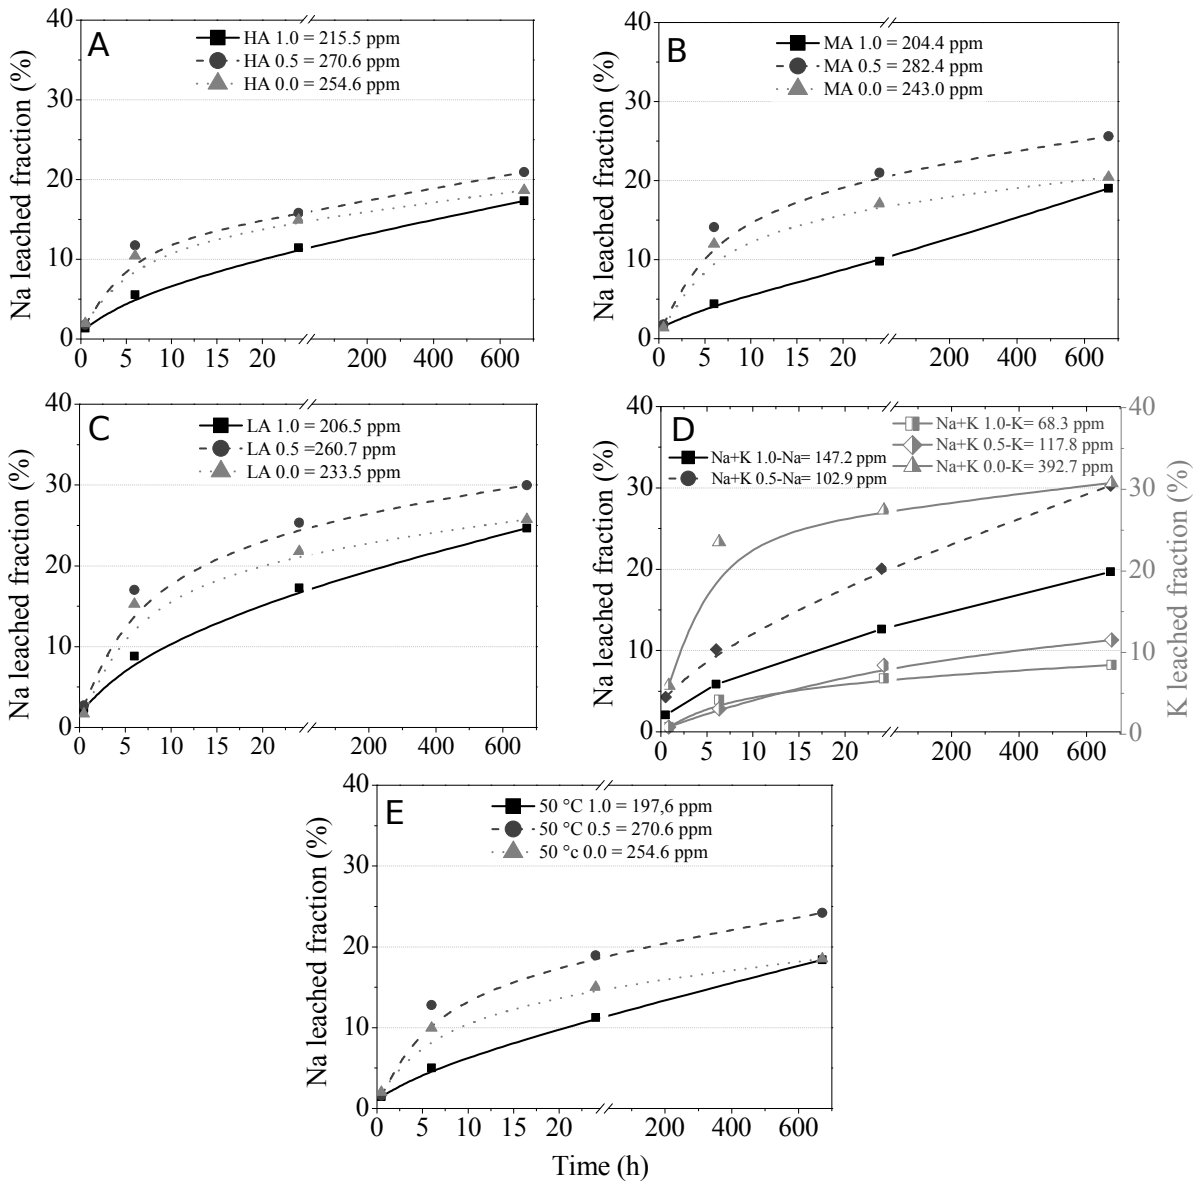 A
HA 1.0 = 215.5 ppm
HA 0.5 = 270.6 ppm
HA 0.0 = 254.6 ppm
Na leached fraction (%)
40
30
20
10
0
0 5 10 15 20 200 400 600
B
MA 1.0 = 204.4 ppm
MA 0.5 = 282.4 ppm
MA 0.0 = 243.0 ppm
Na leached fraction (%)
40
30
20
10
0
0 5 10 15 20 200 400 600
C
LA 1.0 = 206.5 ppm
LA 0.5 =260.7 ppm
LA 0.0 = 233.5 ppm
Na leached fraction (%)
40
30
20
10
0
0 5 10 15 20 200 400 600
D
Na+K 1.0-Na= 147.2 ppm
Na+K 0.5-Na= 102.9 ppm
Na+K 1.0-K= 68.3 ppm
Na+K 0.5-K= 117.8 ppm
Na+K 0.0-K= 392.7 ppm
Na leached fraction (%)
40
30
20
10
0
K leached fraction (%)
40
30
20
10
0
0 5 10 15 20 200 400 600
E
50 °C 1.0 = 197,6 ppm
50 °C 0.5 = 270.6 ppm
50 °c 0.0 = 254.6 ppm
Na leached fraction (%)
40
30
20
10
0
0 5 10 15 20 200 400 600
Time (h)